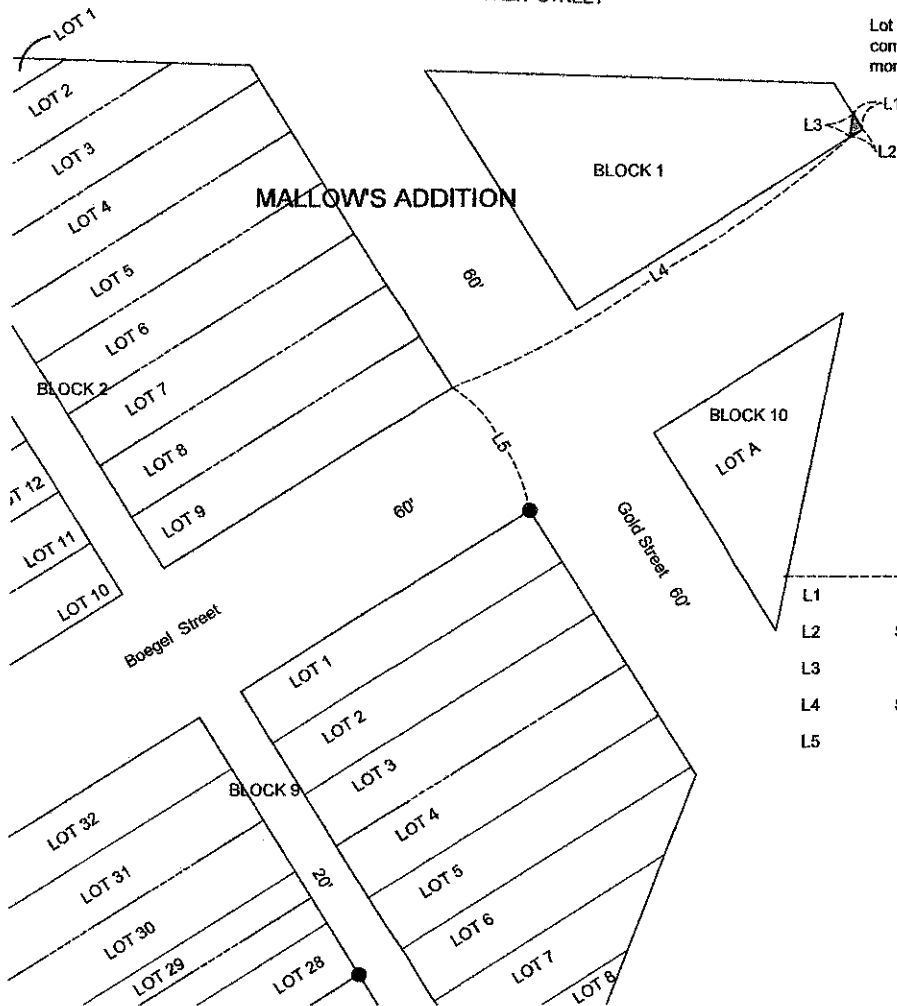 STREET
LOT 1
Lot
LOT 2
L1
L3
LOT 3
L2
BLOCK 1
MALLOW'S ADDITION
LOT 4
LOT 5
60'
L4
LOT 6
BLOCK 2
LOT 7
BLOCK 10
L5
LOT A
LOT 8
12
LOT 9
60'
LOT 11
Gold Street 60'
LOT 10
L1
Boegel Street
L2
LOT 1
L3
L4
LOT 2
L5
LOT 3
BLOCK 9
LOT 32
LOT 4
LOT 31
20'
LOT 5
LOT 30
LOT 6
LOT 29
LOT 28
LOT 7
LOT 8